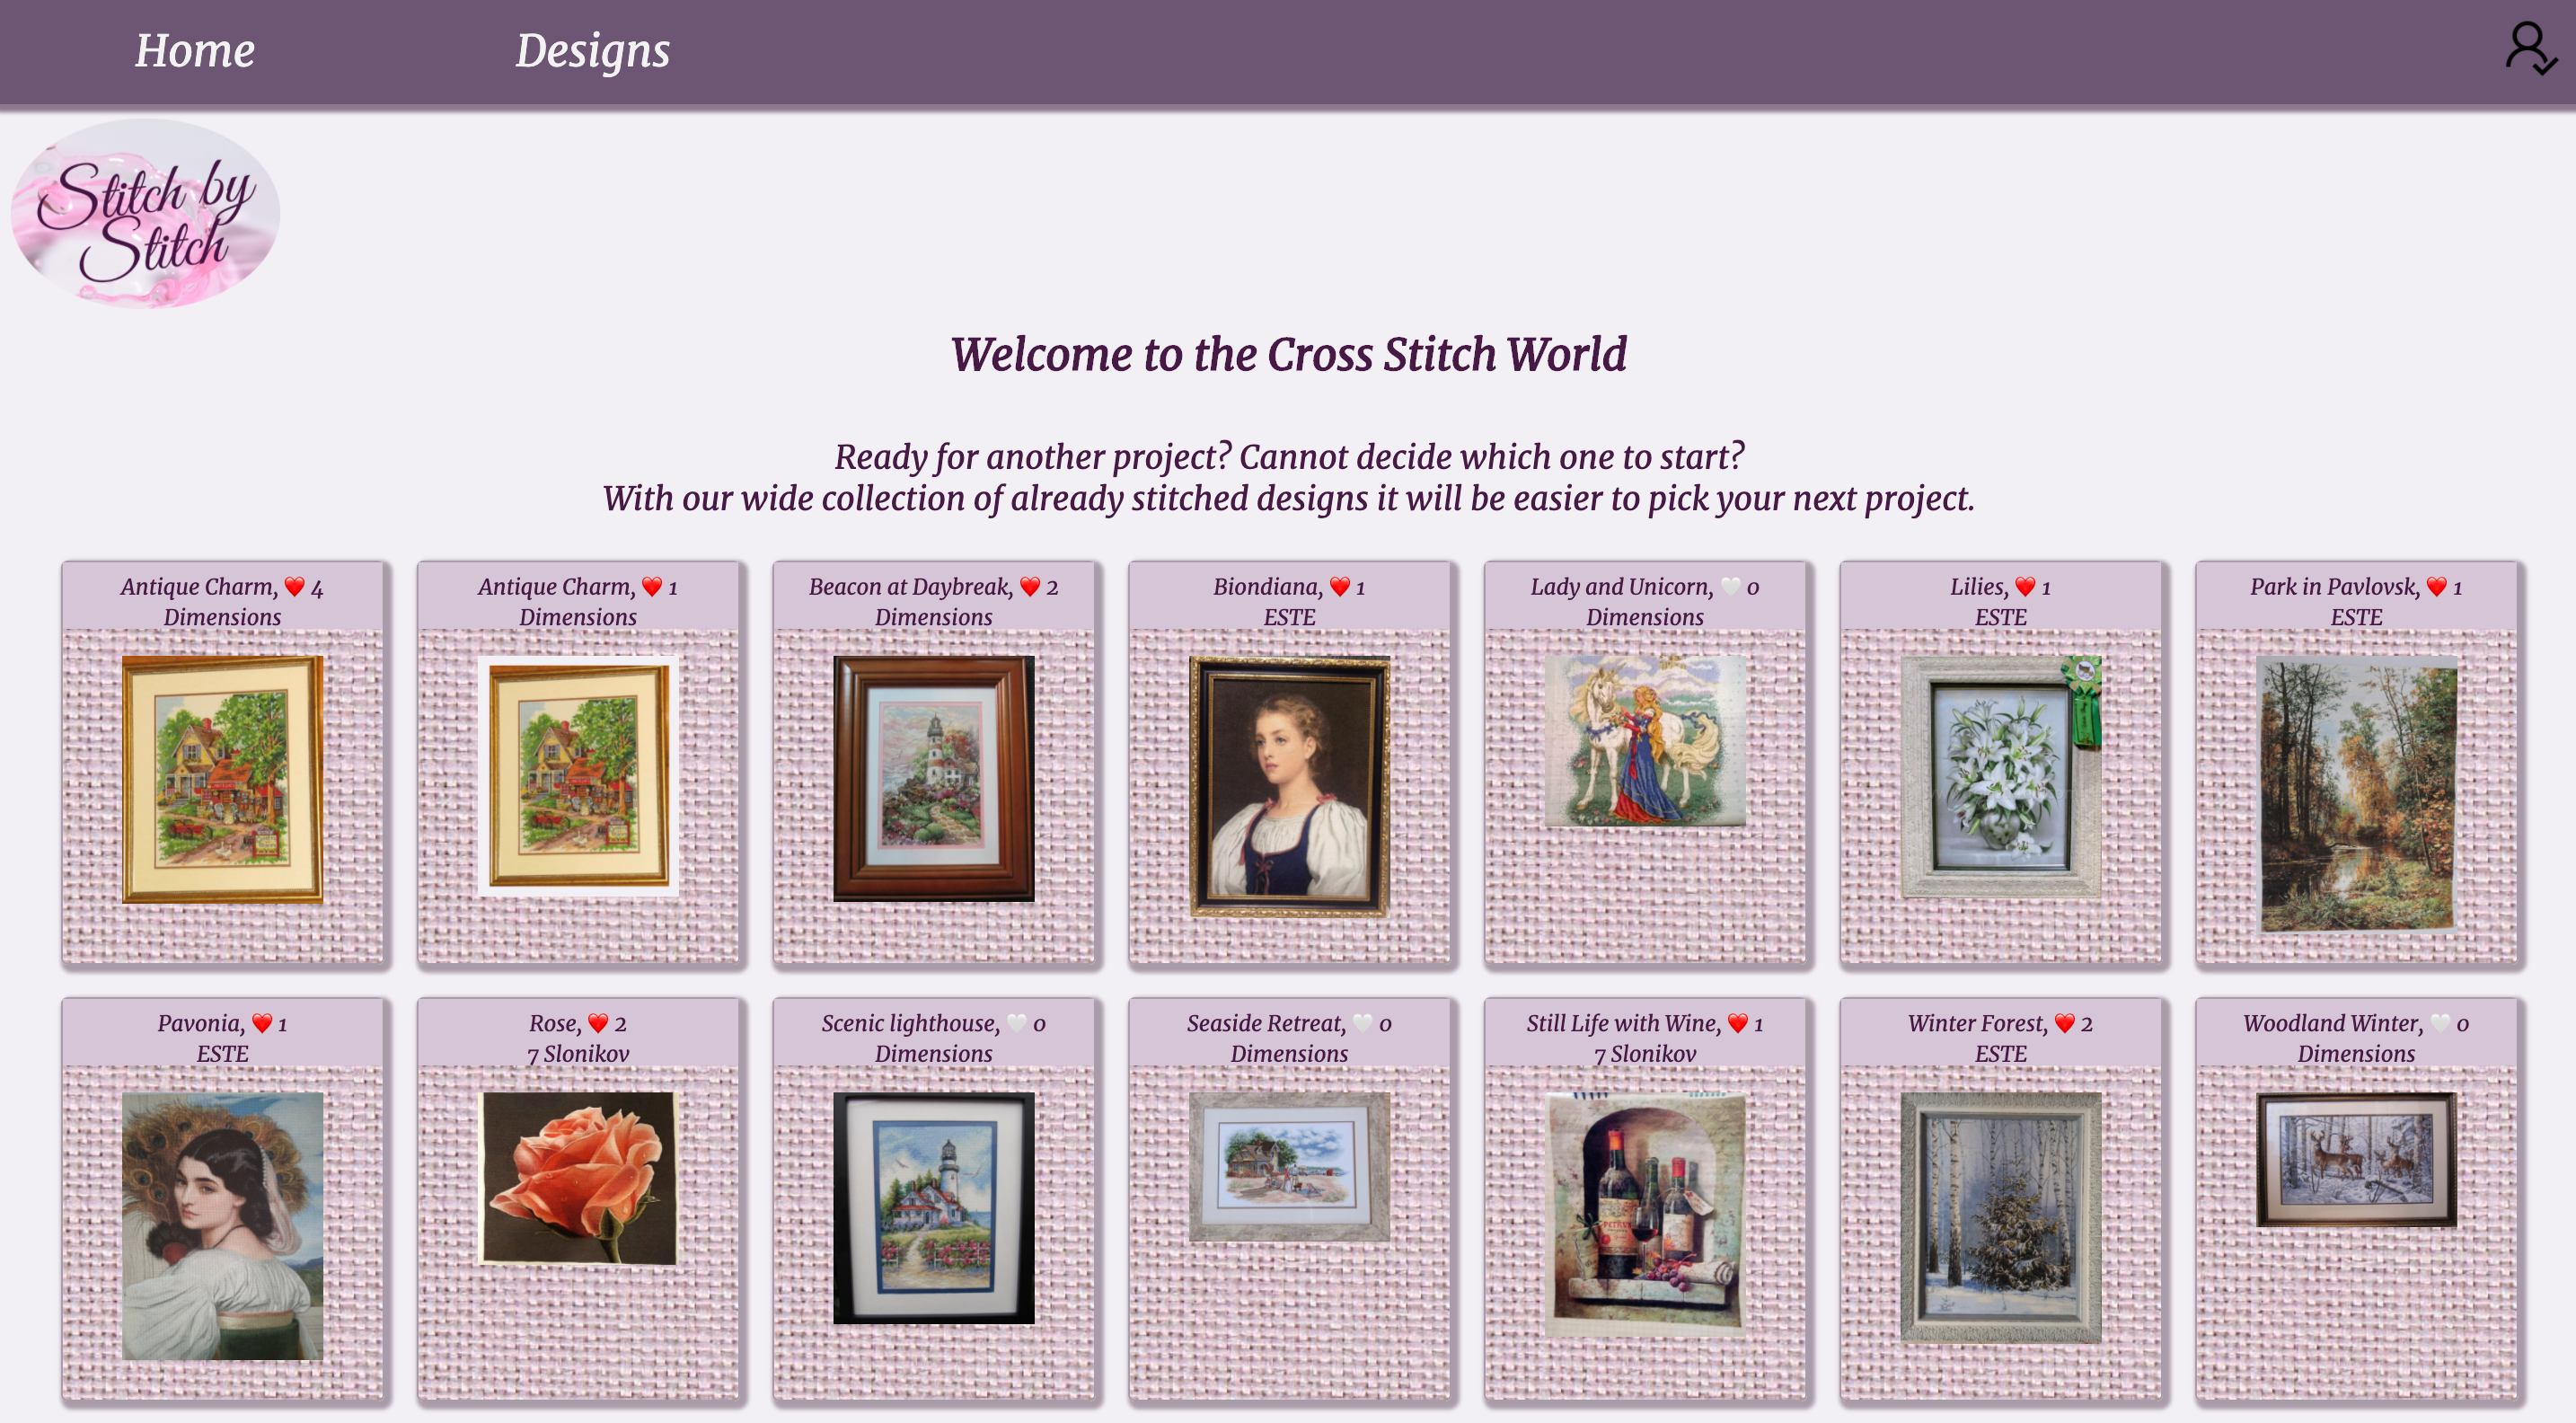 Home
Designs
Stitch by
Stitch
Welcome to the Cross Stitch World
Ready for another project? Cannot decide which one to start?
With our wide collection of already stitched designs it will be easier to pick your next project.
Antique Charm, ❤️ 4
Dimensions
Antique Charm, ❤️ 1
Dimensions
Beacon at Daybreak, ❤️ 2
Dimensions
Biondiana, ❤️ 1
ESTE
Lady and Unicorn, 🤍 0
Dimensions
Lilies, ❤️ 1
ESTE
Park in Pavlovsk, ❤️ 1
ESTE
Pavonia, ❤️ 1
ESTE
Rose, ❤️ 2
7 Slonikov
Scenic lighthouse, 🤍 0
Dimensions
Seaside Retreat, 🤍 0
Dimensions
Still Life with Wine, ❤️ 1
7 Slonikov
Winter Forest, ❤️ 2
ESTE
Woodland Winter, 🤍 0
Dimensions